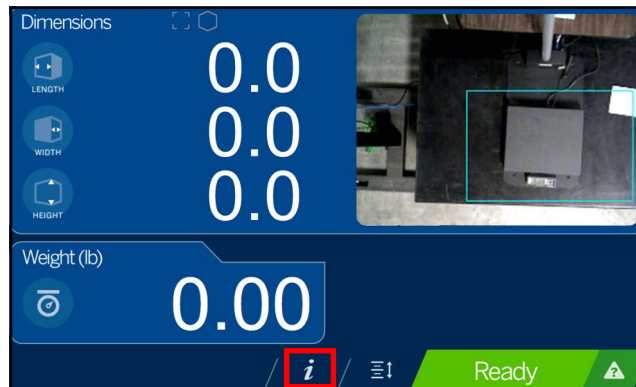 Dimensions
LENGTH
0.0
WIDTH
0.0
HEIGHT
0.0
Weight (lb)
0.00
i
Ready
?